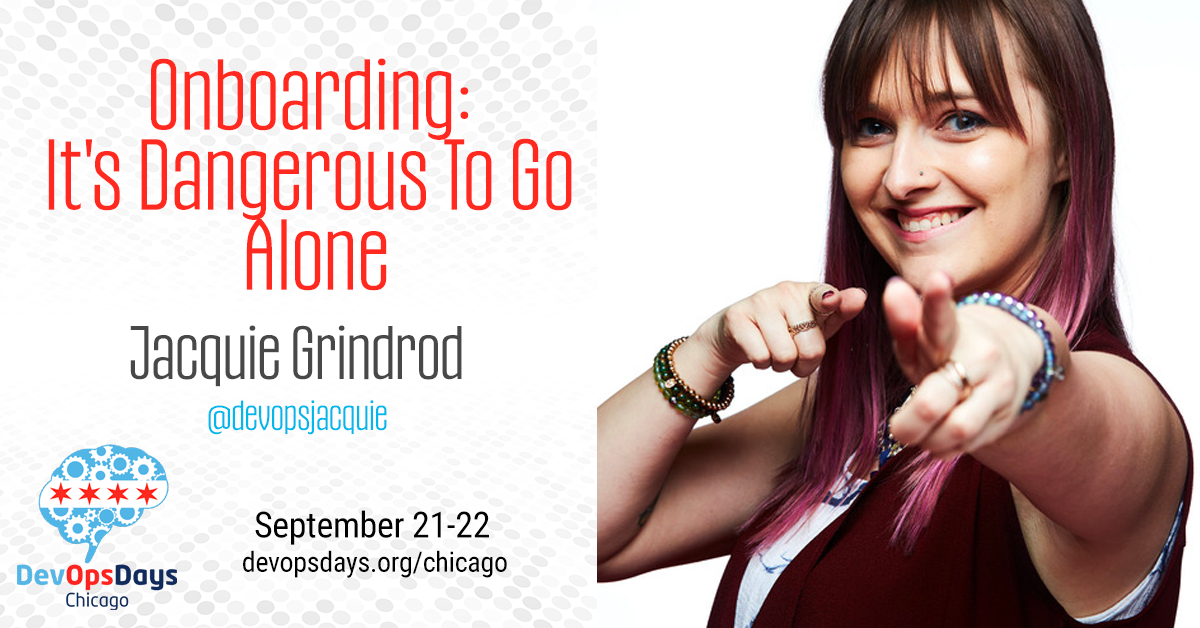 Onboarding:
It's Dangerous To Go
Alone
Jacquie Grindrod
@devopsjacquie
September 21-22
devopsdays.org/chicago
DevOpsDays
Chicago